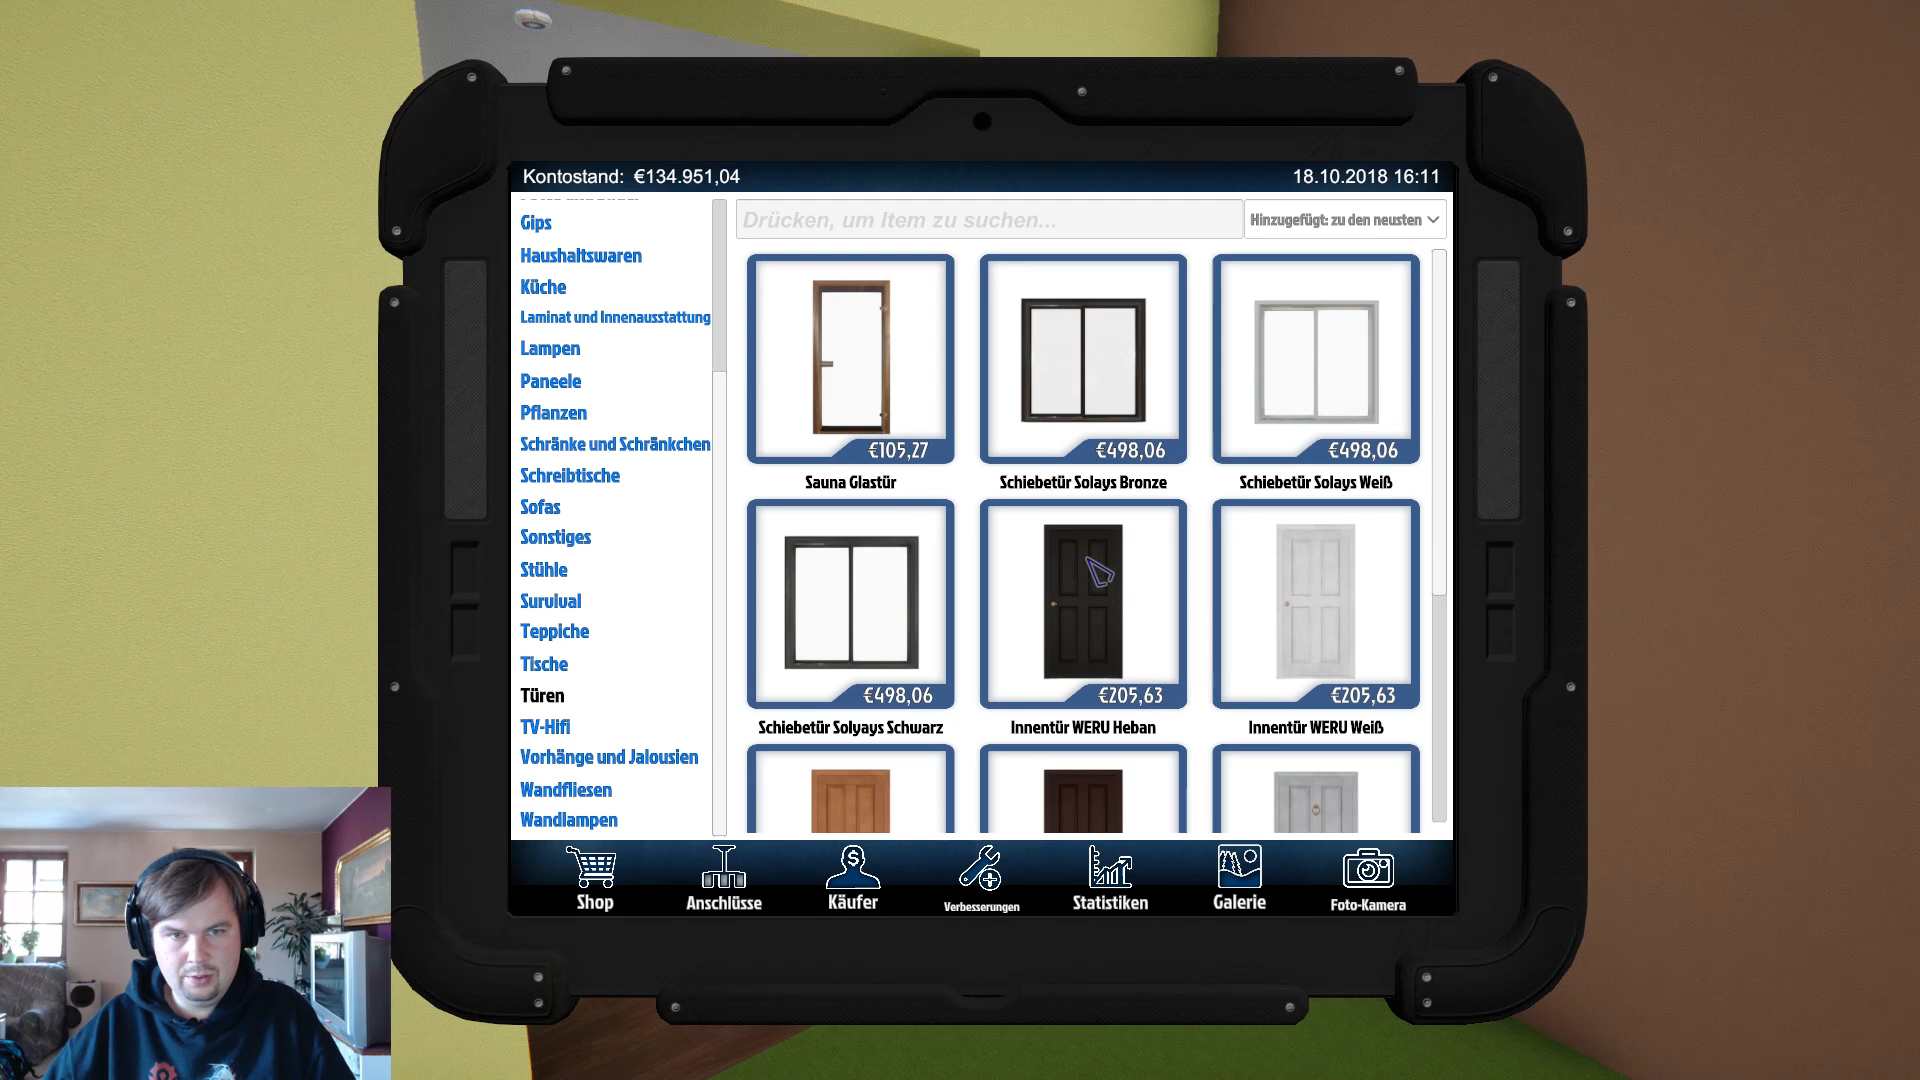 Kontostand: €134.951,04
18.10.2018 16:11
Gips
Haushaltswaren
Küche
Laminat und Innenausstattung
Lampen
Paneele
Pflanzen
Schränke und Schränkchen
Schreibtische
Sofas
Sonstiges
Stühle
Survival
Teppiche
Tische
Türen
TV-Hifi
Vorhänge und Jalousien
Wandfliesen
Wandlampen
Drücken, um Item zu suchen...
Hinzugefügt: zu den neusten
€105,27
€498,06
€498,06
Sauna Glastür
Schiebetür Solays Bronze
Schiebetür Solays Weiß
€498,06
€205,63
€205,63
Schiebetür Solyays Schwarz
Innentür WERU Heban
Innentür WERU Weiß
Shop
Anschlüsse
Käufer
Verbesserungen
Statistiken
Galerie
Foto-Kamera